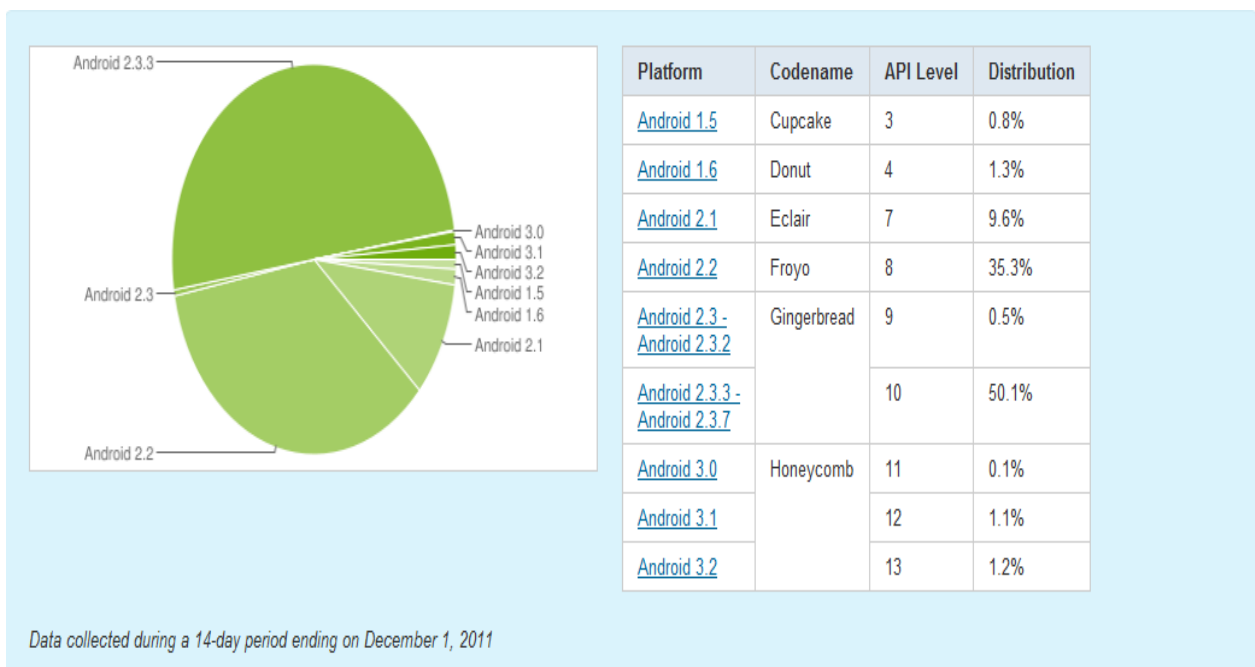 Android 2.3.3
Android 3.0
Android 3.1
Android 3.2
Android 1.5
Android 1.6
Android 2.1
Android 2.3
Android 2.2
Platform Codename API Level Distribution
Android 1.5 Cupcake 3 0.8%
Android 1.6 Donut 4 1.3%
Android 2.1 Eclair 7 9.6%
Android 2.2 Froyo 8 35.3%
Android 2.3 - Gingerbread 9 0.5%
Android 2.3.2
Android 2.3.3 - 10 50.1%
Android 2.3.7
Android 3.0 Honeycomb 11 0.1%
Android 3.1 12 1.1%
Android 3.2 13 1.2%
Data collected during a 14-day period ending on December 1, 2011